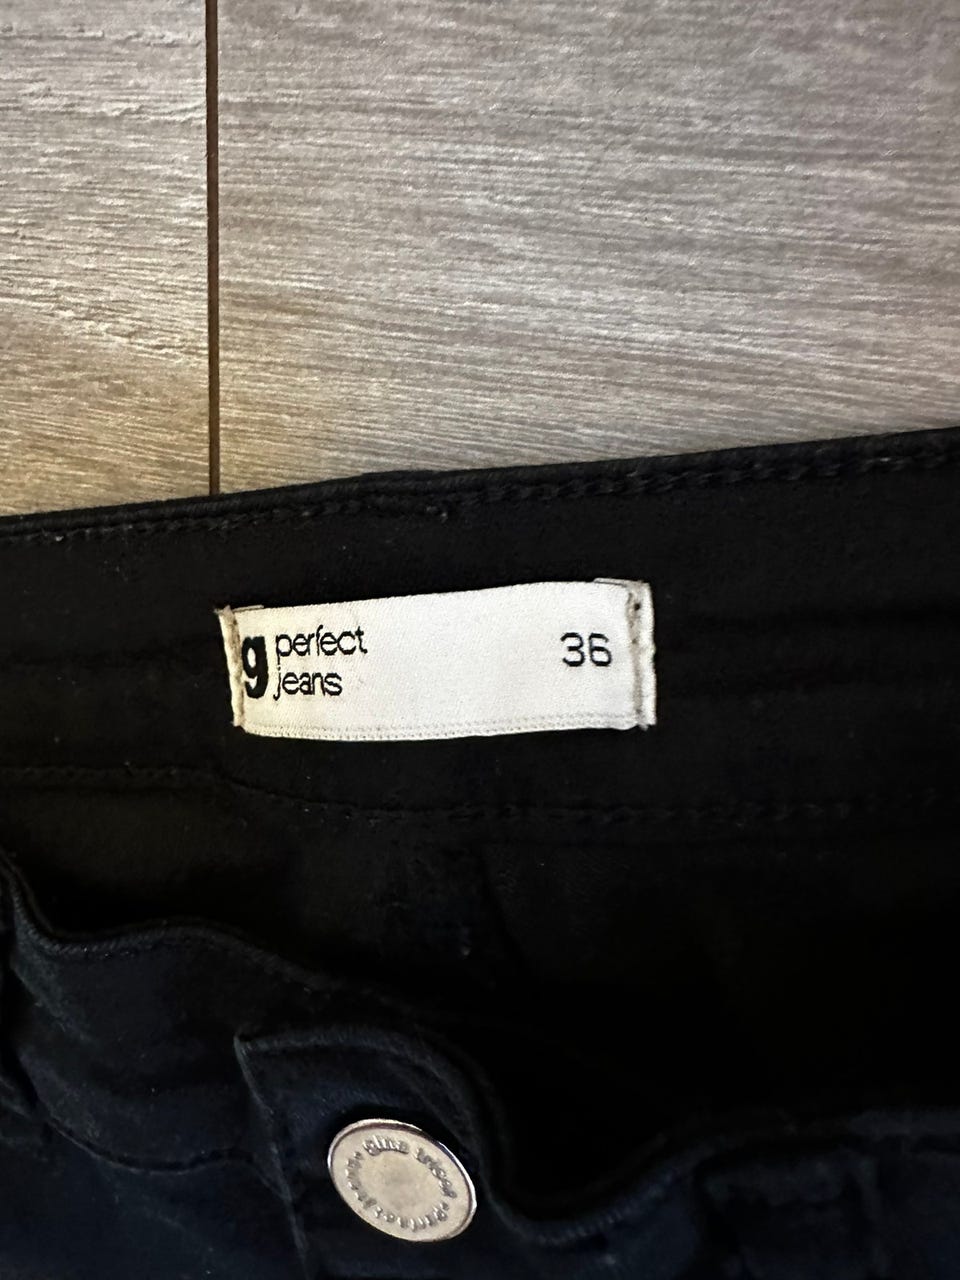 g perfect
jeans
36
gina tricot